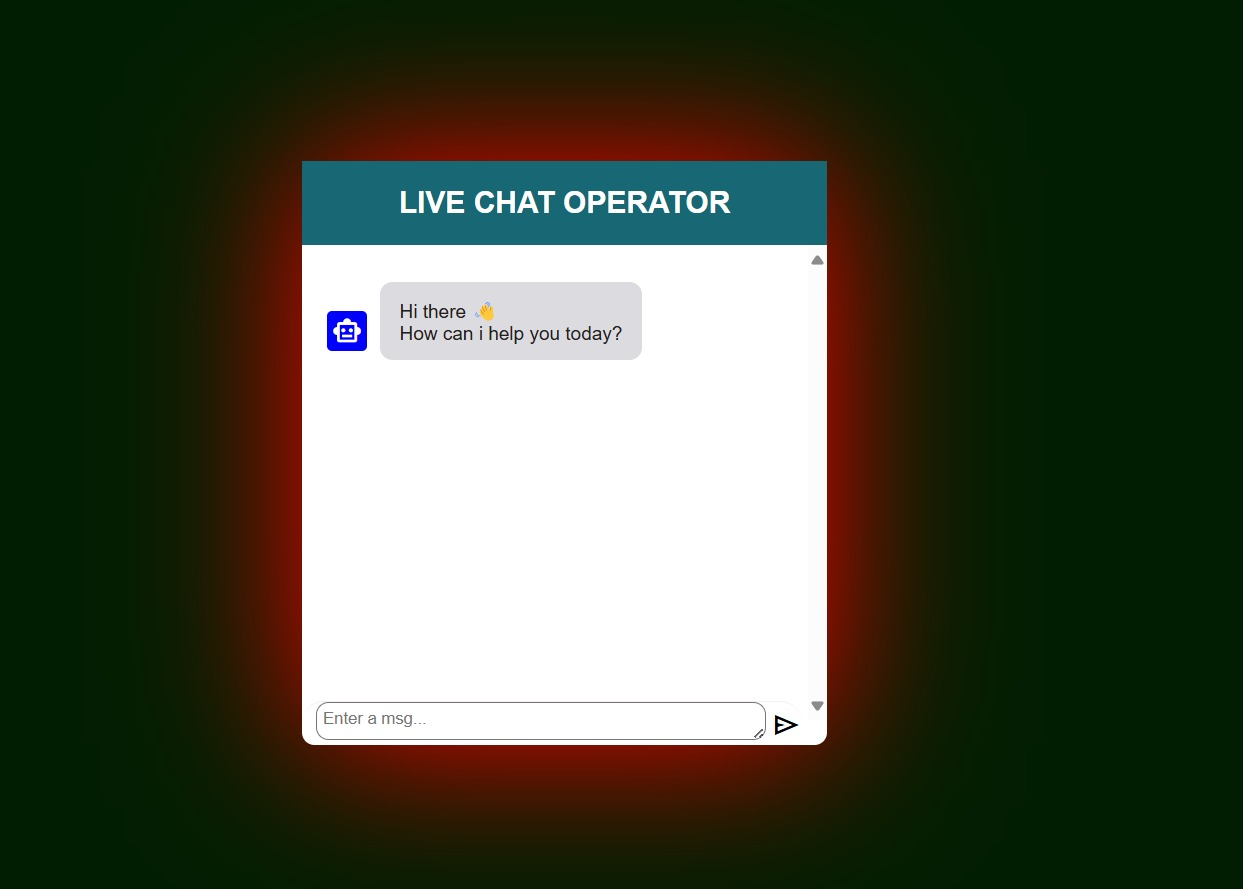 LIVE CHAT OPERATOR
Hi there 👋
How can i help you today?
Enter a msg...